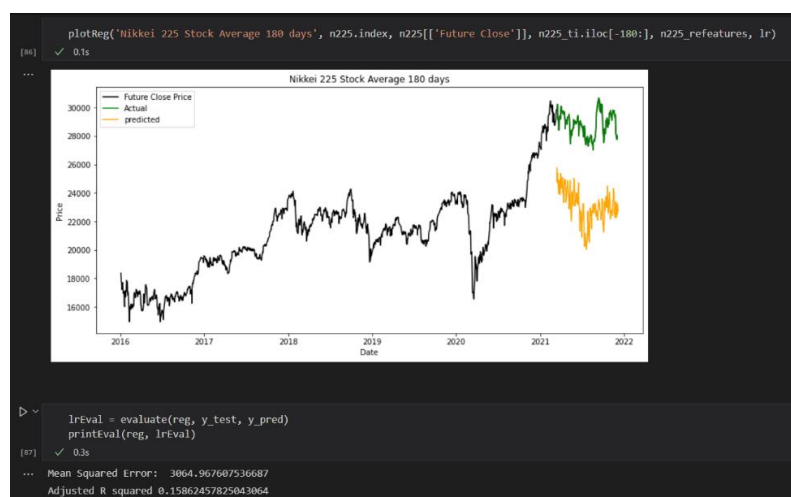 plotReg('Nikkei 225 Stock Average 180 days', n225.index, n225[['Future Close']], n225_ti.iloc[-180:], n225_refeatures, lr)
[86] ✓ 0.1s
...
Nikkei 225 Stock Average 180 days
Future Close Price
Actual
predicted
30000
28000
26000
24000
22000
20000
18000
16000
Price
2016 2017 2018 2019 2020 2021 2022
Date
lrEval = evaluate(reg, y_test, y_pred)
printEval(reg, lrEval)
[87] ✓ 0.3s
... Mean Squared Error: 3064.967607536687
Adjusted R squared 0.15862457825043064